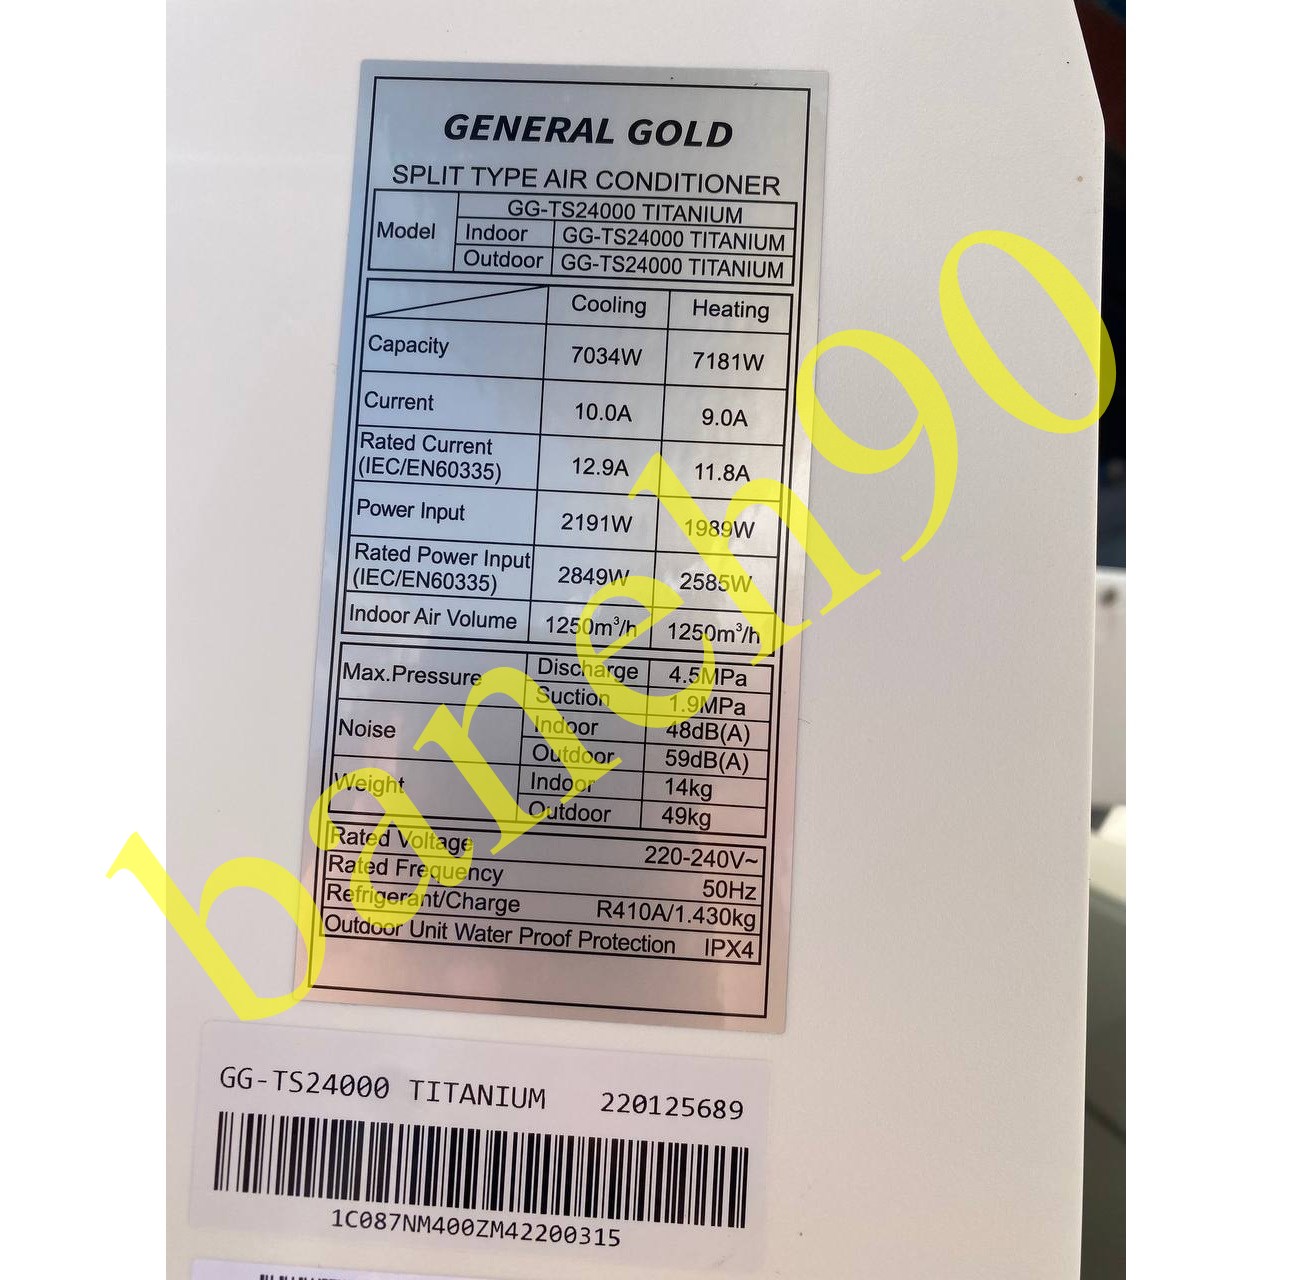 GENERAL GOLD
SPLIT TYPE AIR CONDITIONER
Model GG-TS24000 TITANIUM
Indoor GG-TS24000 TITANIUM
Outdoor GG-TS24000 TITANIUM
Cooling Heating
Capacity 7034W 7181W
Current 10.0A 9.0A
Rated Current (IEC/EN60335) 12.9A 11.8A
Power Input 2191W 1989W
Rated Power Input (IEC/EN60335) 2849W 2585W
Indoor Air Volume 1250m³/h 1250m³/h
Max.Pressure Discharge 4.5MPa
Suction 1.9MPa
Noise Indoor 48dB(A)
Outdoor 59dB(A)
Weight Indoor 14kg
Outdoor 49kg
Rated Voltage 220-240V~
Rated Frequency 50Hz
Refrigerant/Charge R410A/1.430kg
Outdoor Unit Water Proof Protection IPX4
GG-TS24000 TITANIUM 220125689
1C087NM400ZM42200315
baneh90